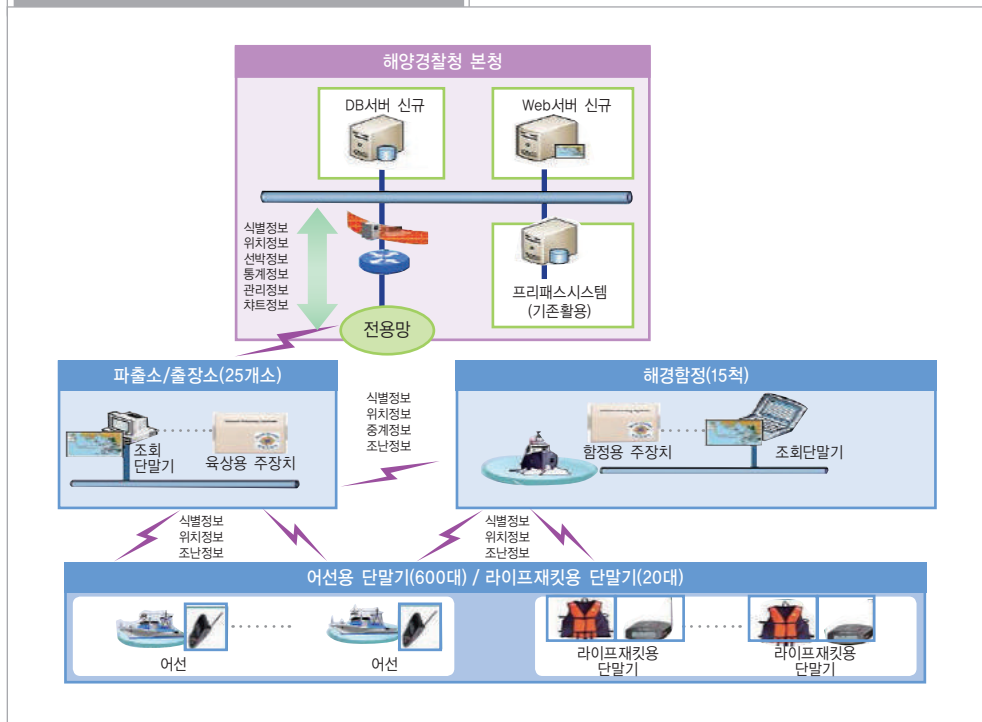 해양경찰청 본청
DB서버 신규
Web서버 신규
식별정보
위치정보
선박정보
통계정보
관리정보
챠트정보
프리패스시스템
(기존활용)
전용망
파출소/출장소(25개소)
조회
단말기
육상용 주장치
식별정보
위치정보
중계정보
조난정보
해경함정(15척)
함정용 주장치
조회단말기
식별정보
위치정보
조난정보
식별정보
위치정보
조난정보
어선용 단말기(600대) / 라이프재킷용 단말기(20대)
어선
어선
라이프재킷용
단말기
라이프재킷용
단말기